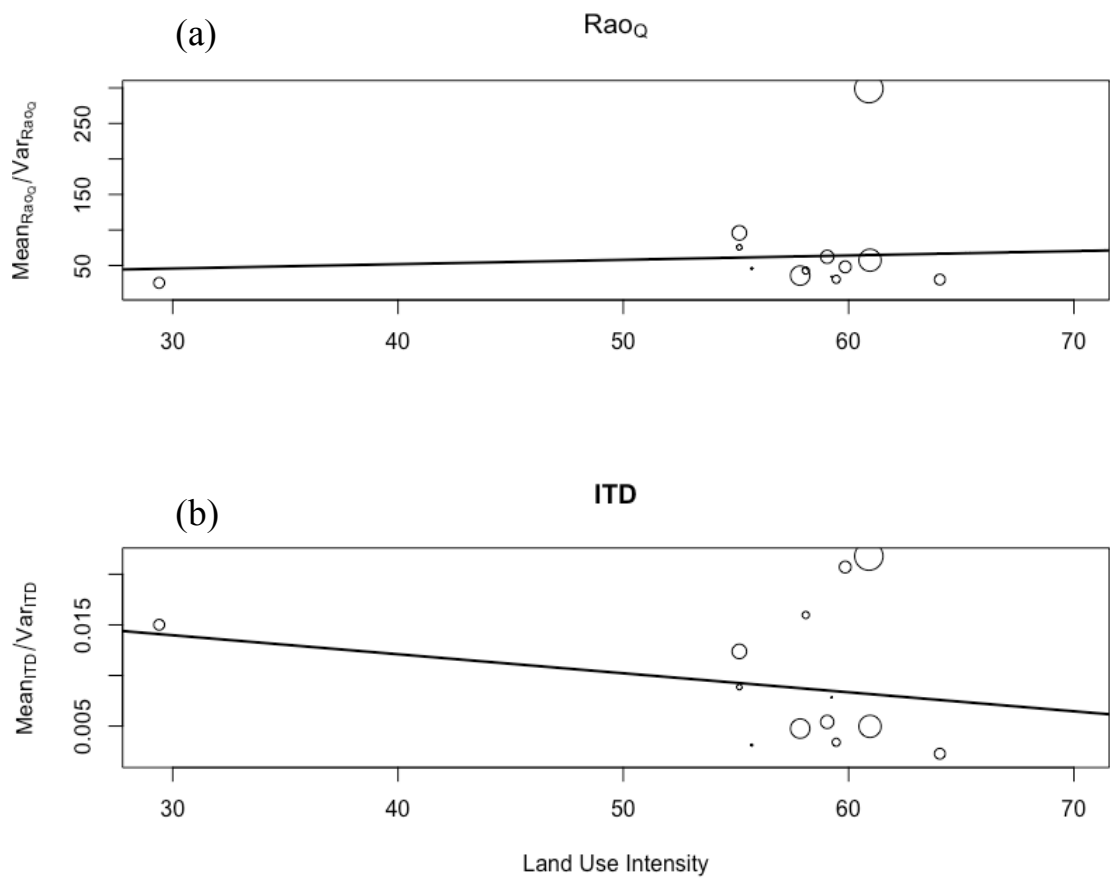 (a)
RaoQ
MeanRaoQ/VarRaoQ
50 150 250
30 40 50 60 70
(b)
ITD
MeanITD/VarITD
0.005 0.015
30 40 50 60 70
Land Use Intensity